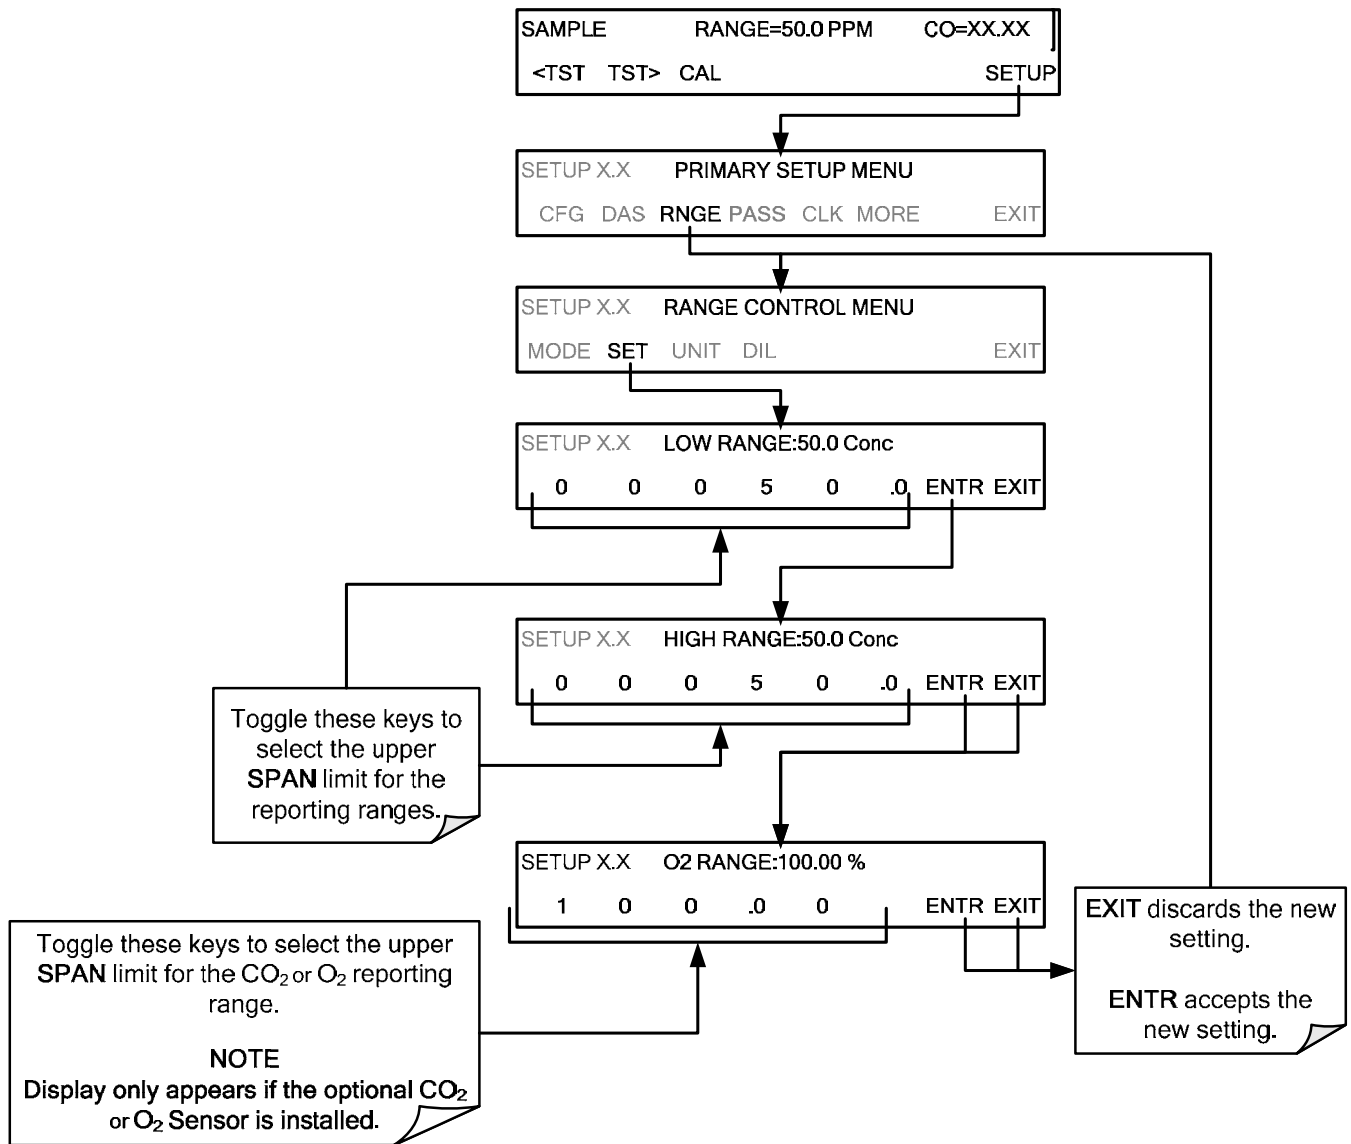 SAMPLE RANGE=50.0 PPM CO=XX.XX
<TST TST> CAL SETUP
SETUP X.X PRIMARY SETUP MENU
CFG DAS RNGE PASS CLK MORE EXIT
SETUP X.X RANGE CONTROL MENU
MODE SET UNIT DIL EXIT
SETUP X.X LOW RANGE:50.0 Conc
0 0 0 5 0 .0 ENTR EXIT
SETUP X.X HIGH RANGE:50.0 Conc
0 0 0 5 0 .0 ENTR EXIT
Toggle these keys to
select the upper
SPAN limit for the
reporting ranges.
SETUP X.X O2 RANGE:100.00 %
1 0 0 .0 0 ENTR EXIT
Toggle these keys to select the upper
SPAN limit for the CO₂ or O₂ reporting
range.
NOTE
Display only appears if the optional CO₂
or O₂ Sensor is installed.
EXIT discards the new
setting.
ENTR accepts the
new setting.